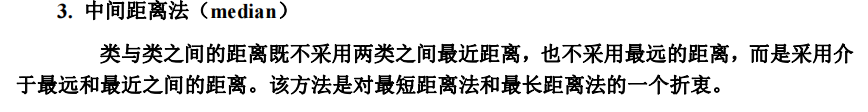 3. 中间距离法（median）
类与类之间的距离既不采用两类之间最近距离，也不采用最远的距离，而是采用介
于最远和最近之间的距离。该方法是对最短距离法和最长距离法的一个折衷。